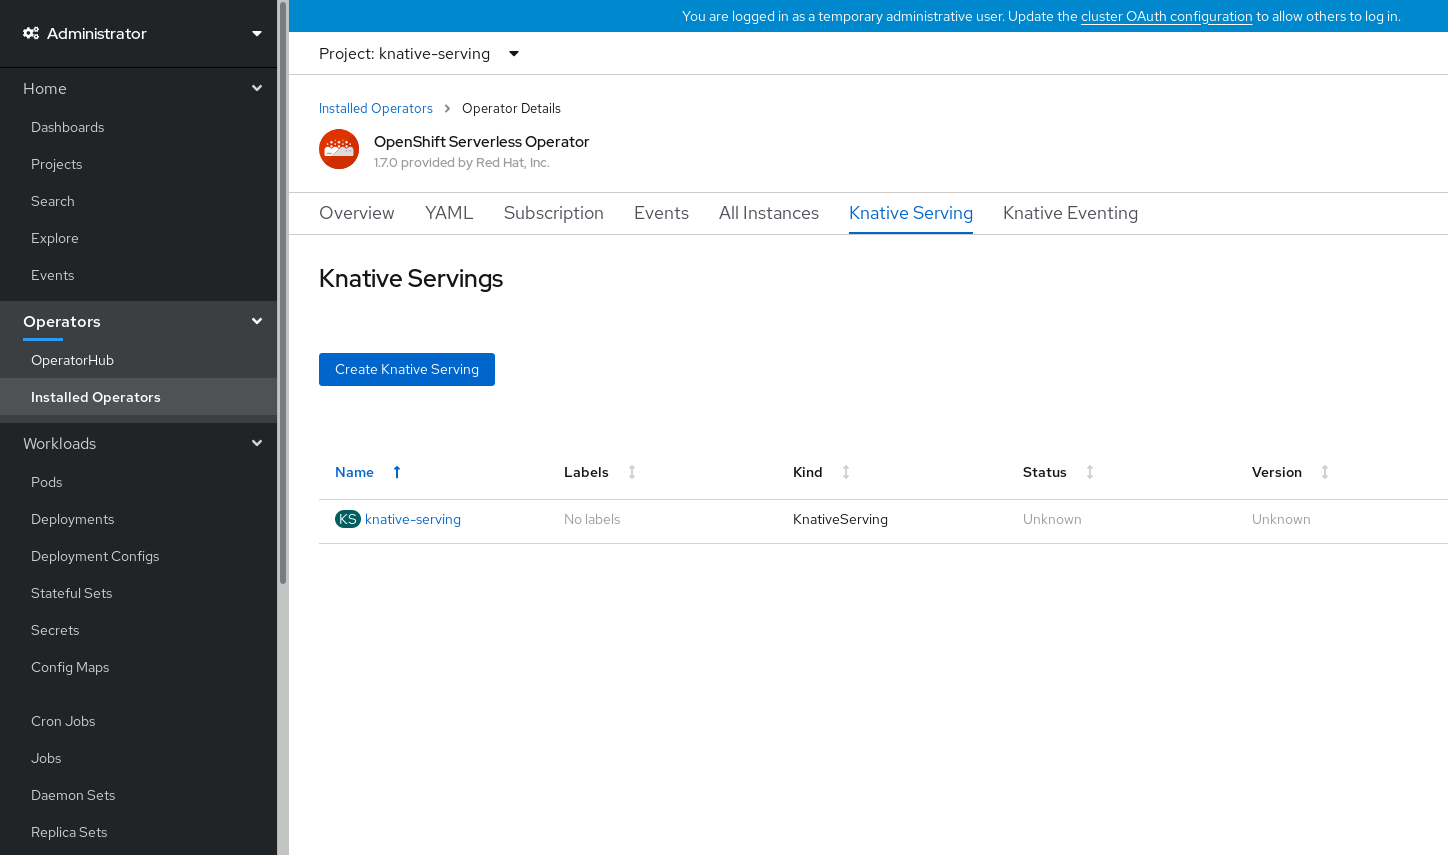 You are logged in as a temporary administrative user. Update the cluster OAuth configuration to allow others to log in.
Administrator
Home
Dashboards
Projects
Search
Explore
Events
Operators
OperatorHub
Installed Operators
Workloads
Pods
Deployments
Deployment Configs
Stateful Sets
Secrets
Config Maps
Cron Jobs
Jobs
Daemon Sets
Replica Sets
Project: knative-serving
Installed Operators Operator Details
OpenShift Serverless Operator
1.7.0 provided by Red Hat, Inc.
Overview YAML Subscription Events All Instances Knative Serving Knative Eventing
Knative Servings
Create Knative Serving
Name Labels Kind Status Version
KS knative-serving No labels KnativeServing Unknown Unknown